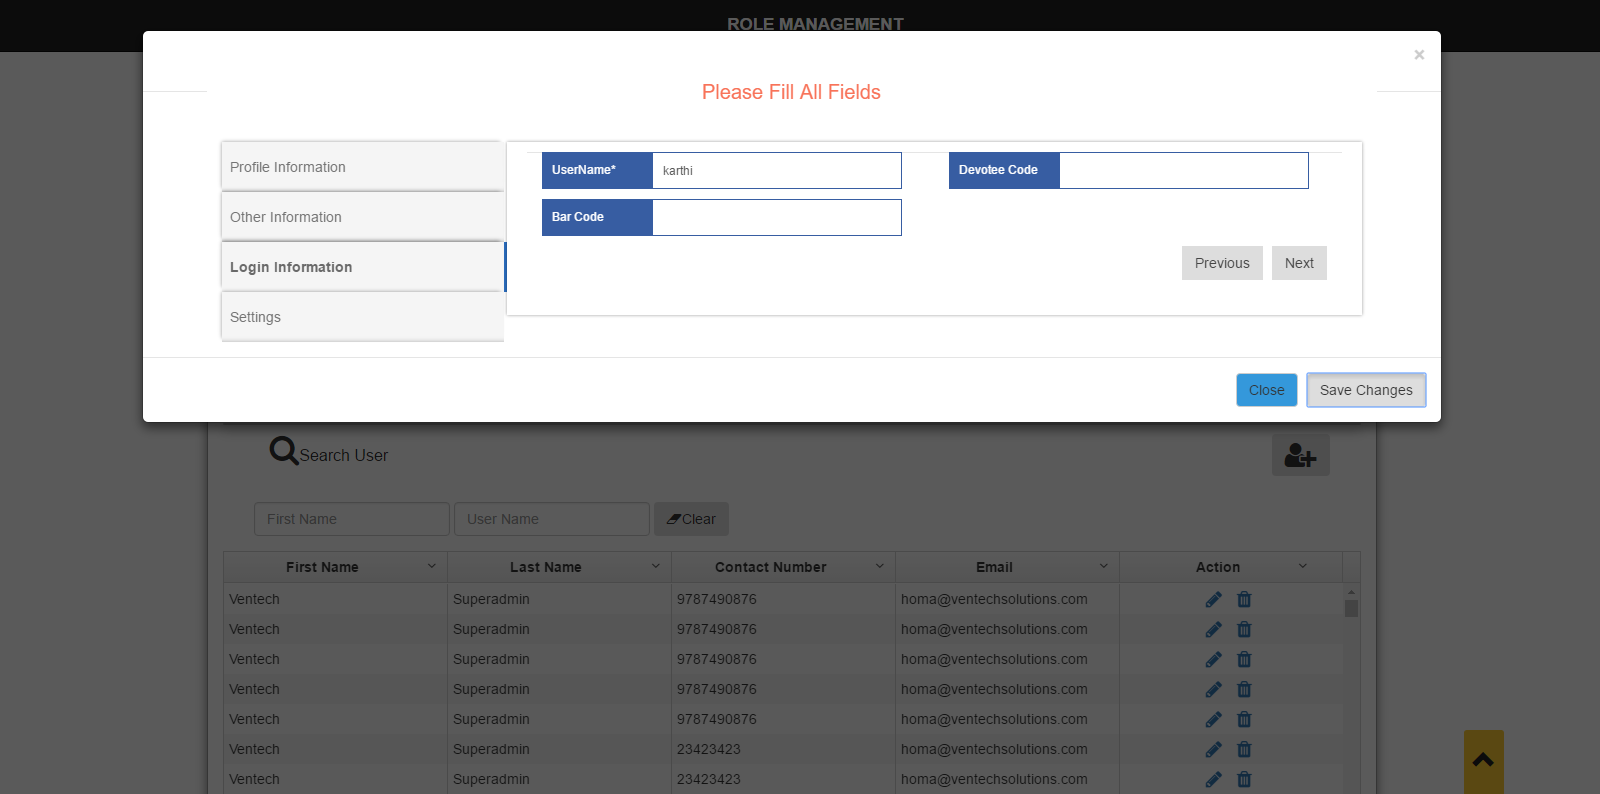 ROLE MANAGEMENT
×
Please Fill All Fields
Profile Information
Other Information
Login Information
Settings
UserName* karthi Devotee Code
Bar Code
Previous Next
Close Save Changes
Search User
First Name User Name Clear
First Name Last Name Contact Number Email Action
Ventech Superadmin 9787490876 homa@ventechsolutions.com
Ventech Superadmin 9787490876 homa@ventechsolutions.com
Ventech Superadmin 9787490876 homa@ventechsolutions.com
Ventech Superadmin 9787490876 homa@ventechsolutions.com
Ventech Superadmin 9787490876 homa@ventechsolutions.com
Ventech Superadmin 23423423 homa@ventechsolutions.com
Ventech Superadmin 23423423 homa@ventechsolutions.com